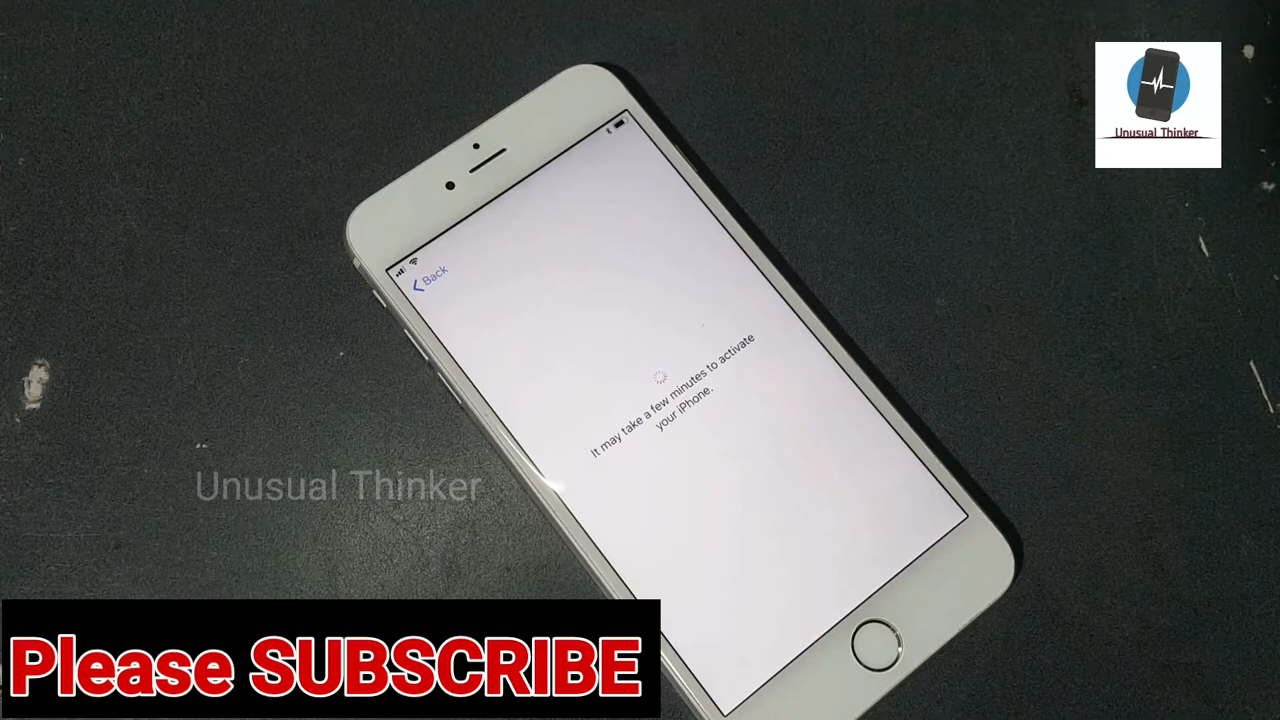 Unusual Thinker
Back
It may take a few minutes to activate
your iPhone.
Unusual Thinker
Please SUBSCRIBE